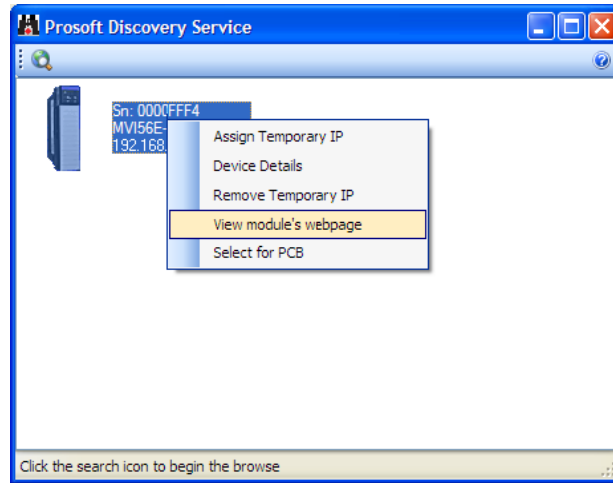 Prosoft Discovery Service
Sn: 0000FFF4
MVI56E-
192.168.
Assign Temporary IP
Device Details
Remove Temporary IP
View module's webpage
Select for PCB
Click the search icon to begin the browse